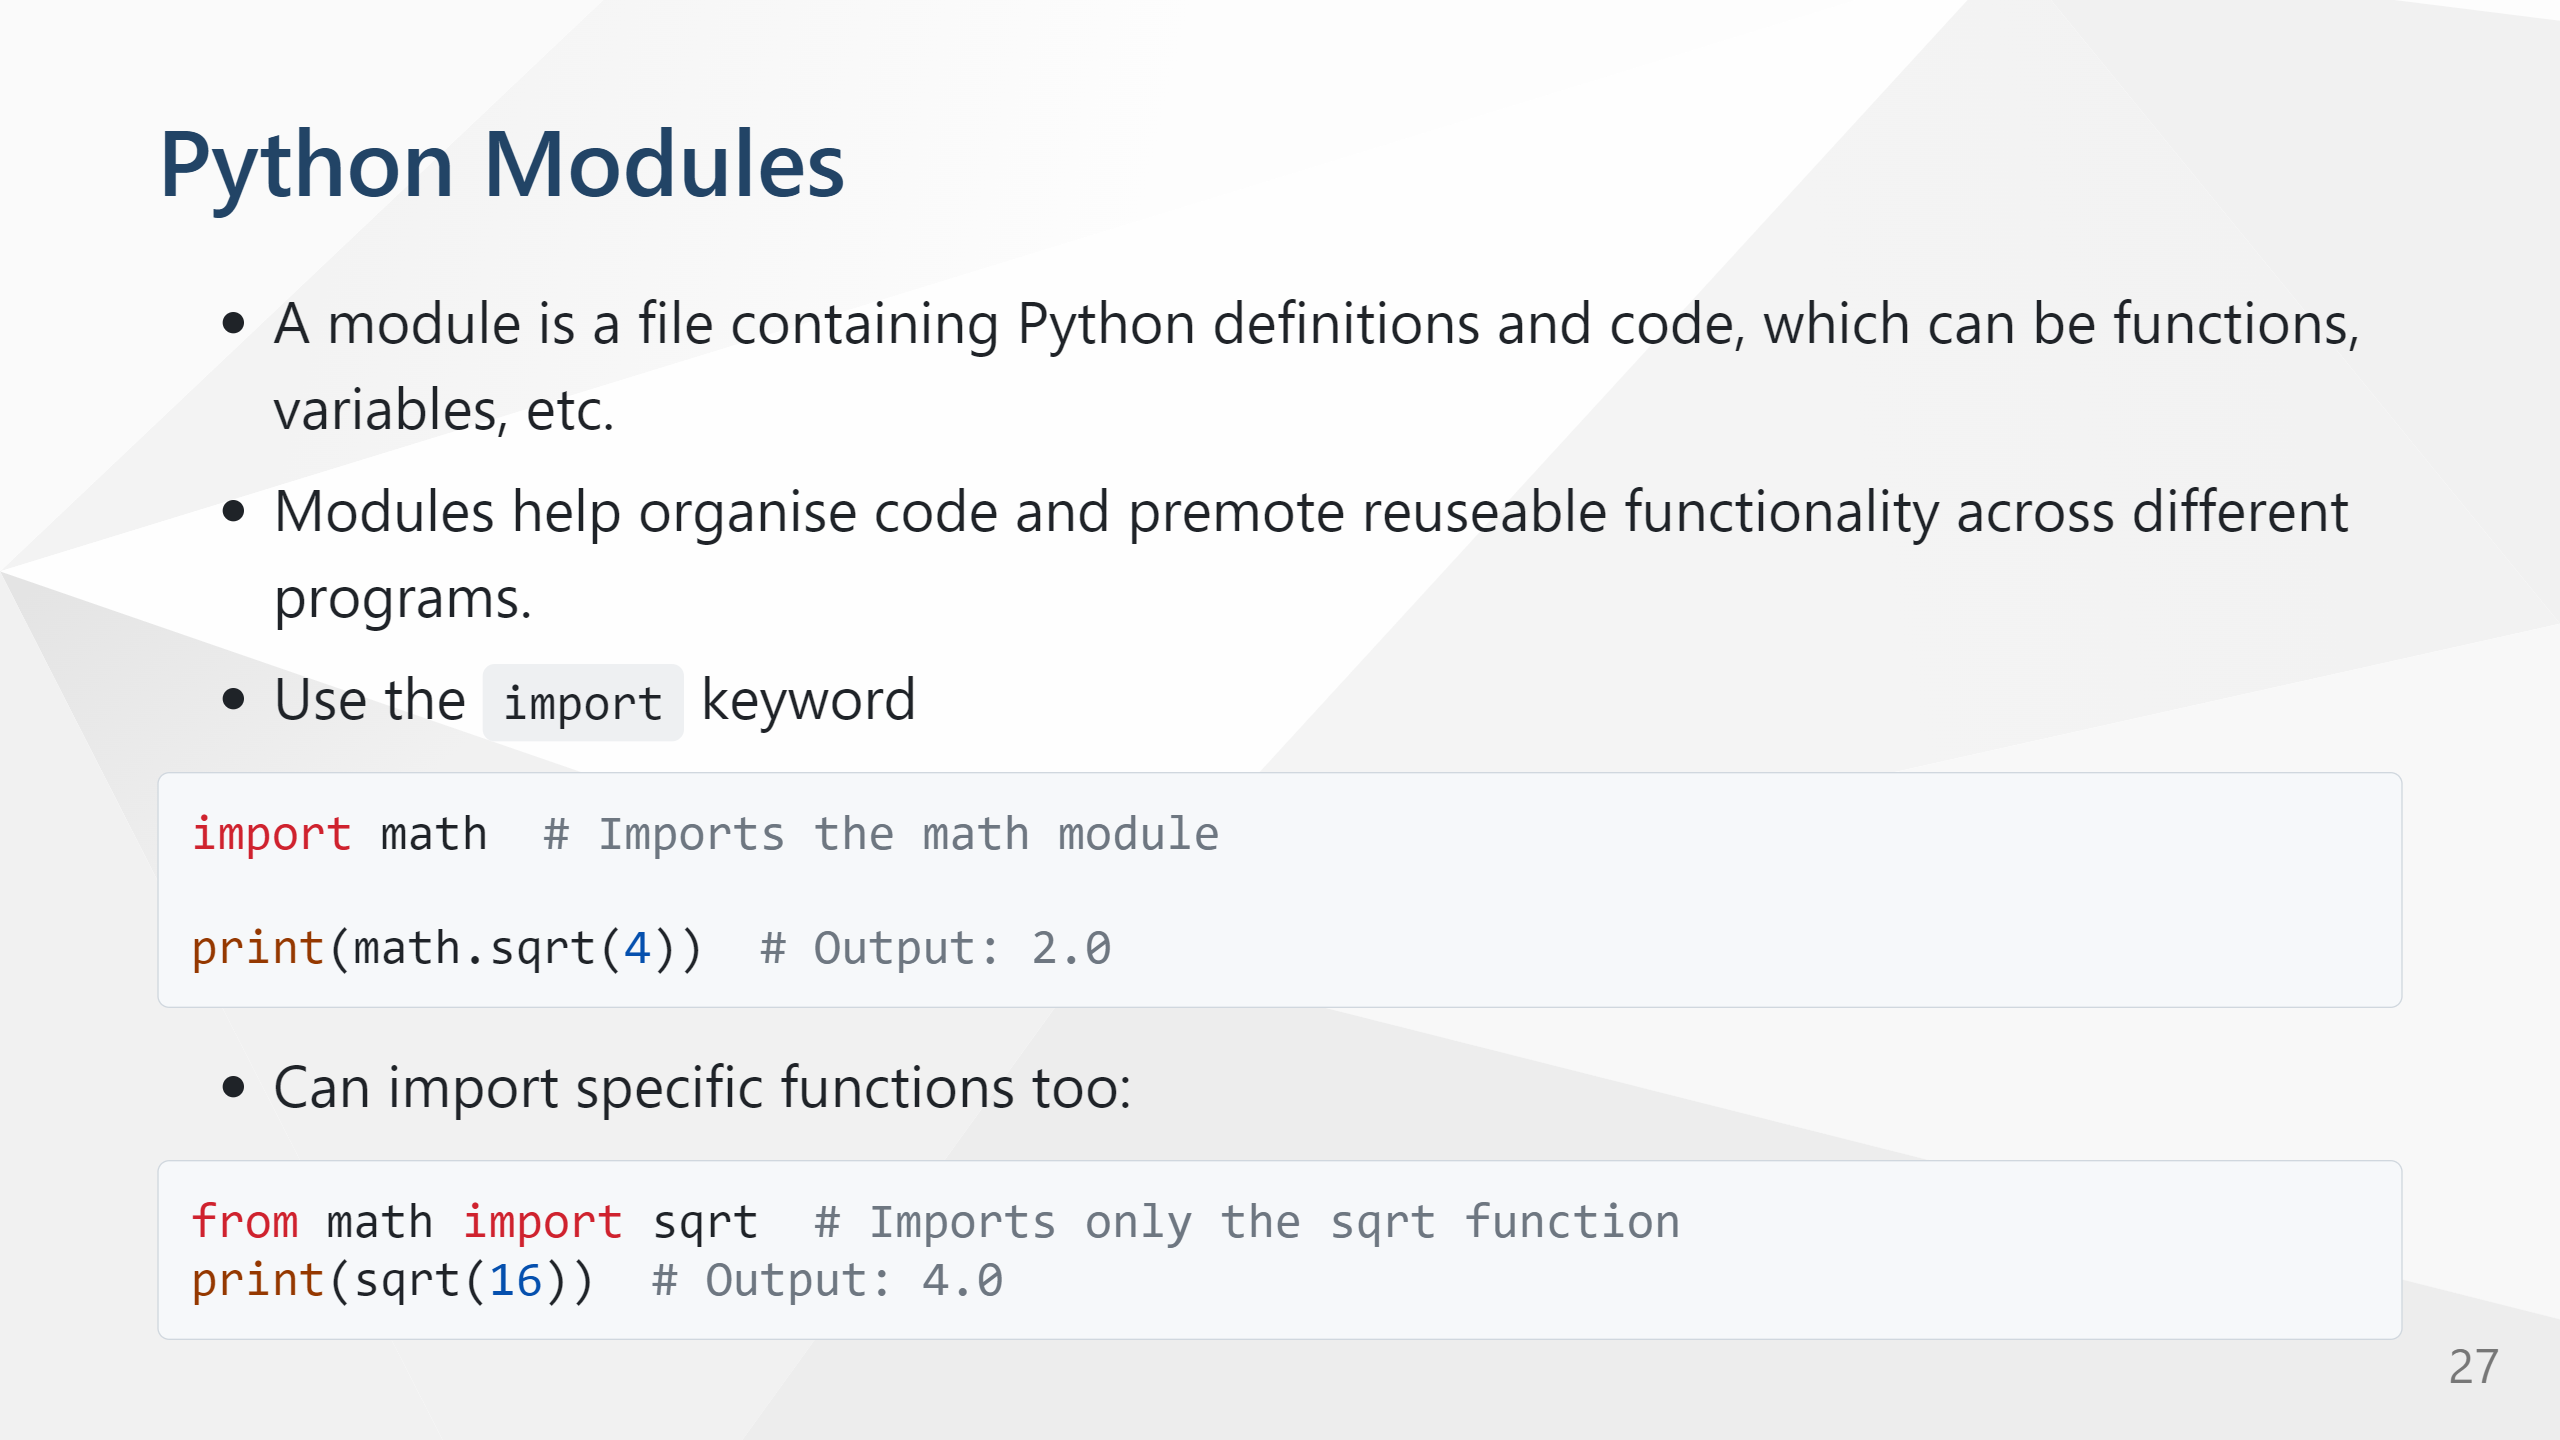 Python Modules
• A module is a file containing Python definitions and code, which can be functions,
variables, etc.
• Modules help organise code and premote reuseable functionality across different
programs.
• Use the import keyword
import math  # Imports the math module
print(math.sqrt(4))  # Output: 2.0
• Can import specific functions too:
from math import sqrt  # Imports only the sqrt function
print(sqrt(16))  # Output: 4.0
27